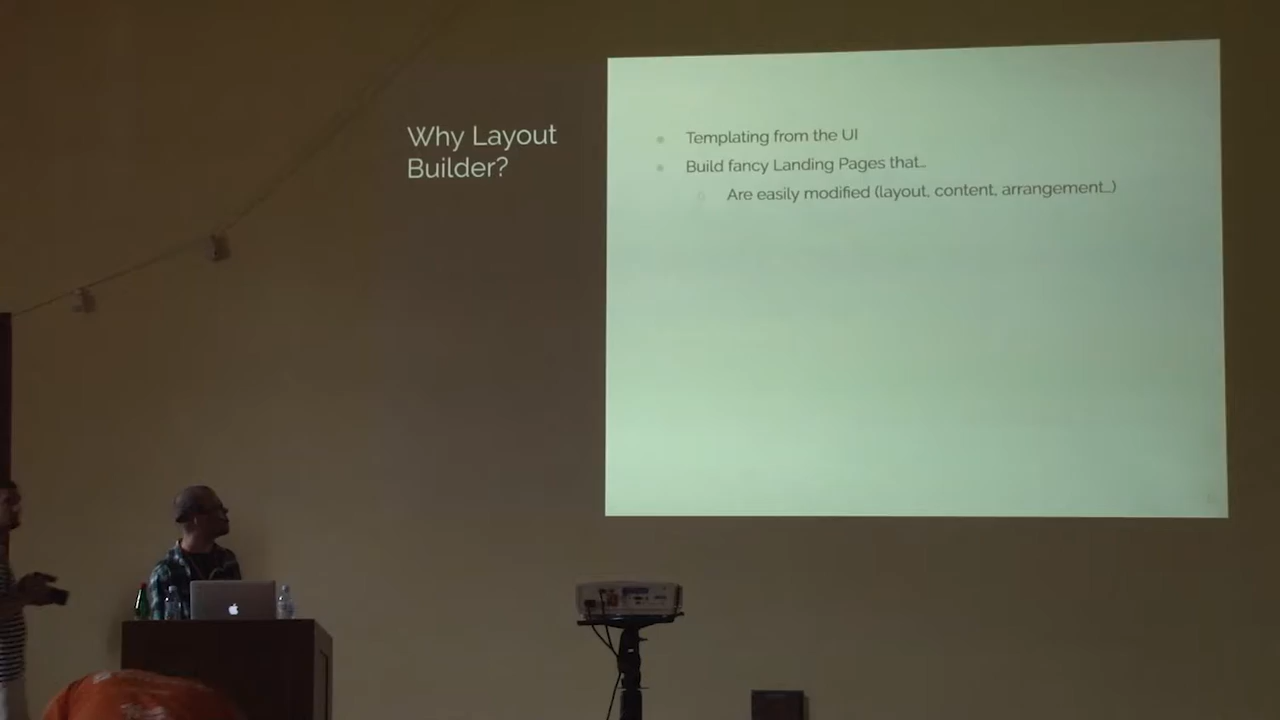 Why Layout
Builder?
Templating from the UI
Build fancy Landing Pages that…
Are easily modified (layout, content, arrangement…)